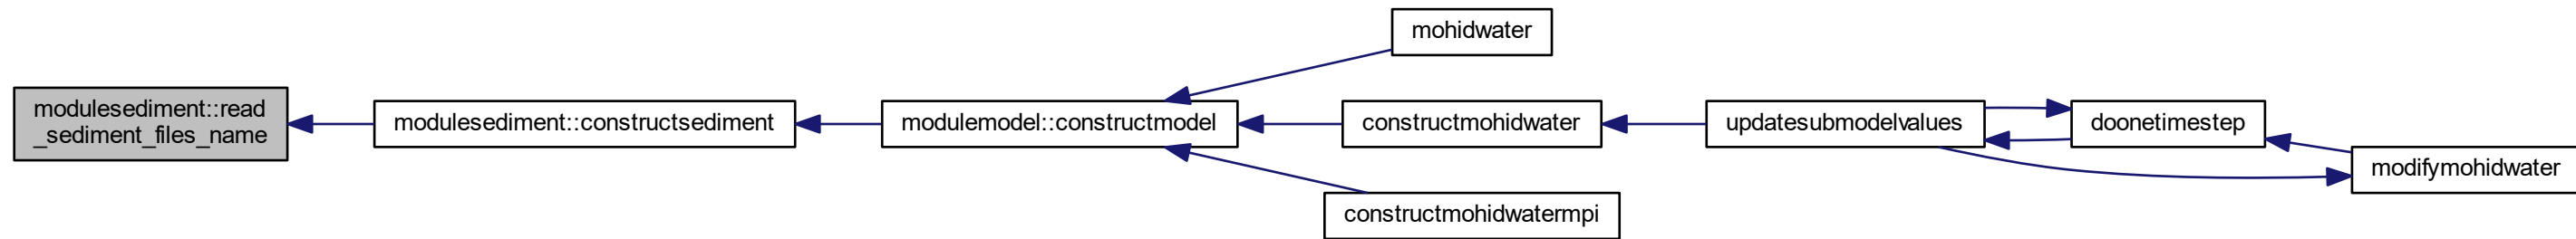 modulesediment::read
_sediment_files_name
modulesediment::constructsediment
modulemodel::constructmodel
mohidwater
constructmohidwater
constructmohidwatermpi
updatesubmodelvalues
doonetimestep
modifymohidwater